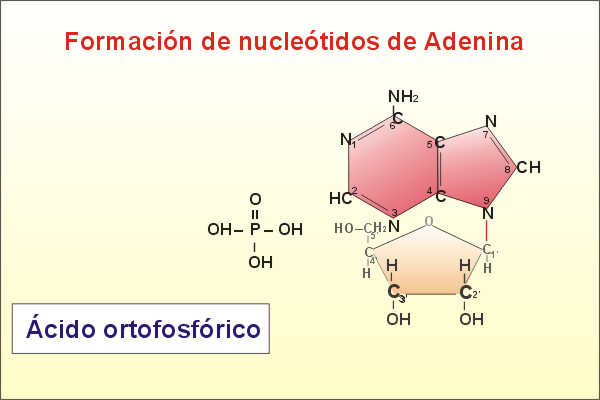 Formación de nucleótidos de Adenina
NH2
C
6
N
1
N
7
5
C
HC
2
8
CH
4
C
3
N
9
N
O
OH
P
OH
OH
HO
CH2
5'
O
C
4'
H
C
1'
H
H
C
3'
OH
H
C
2'
OH
Ácido ortofosfórico